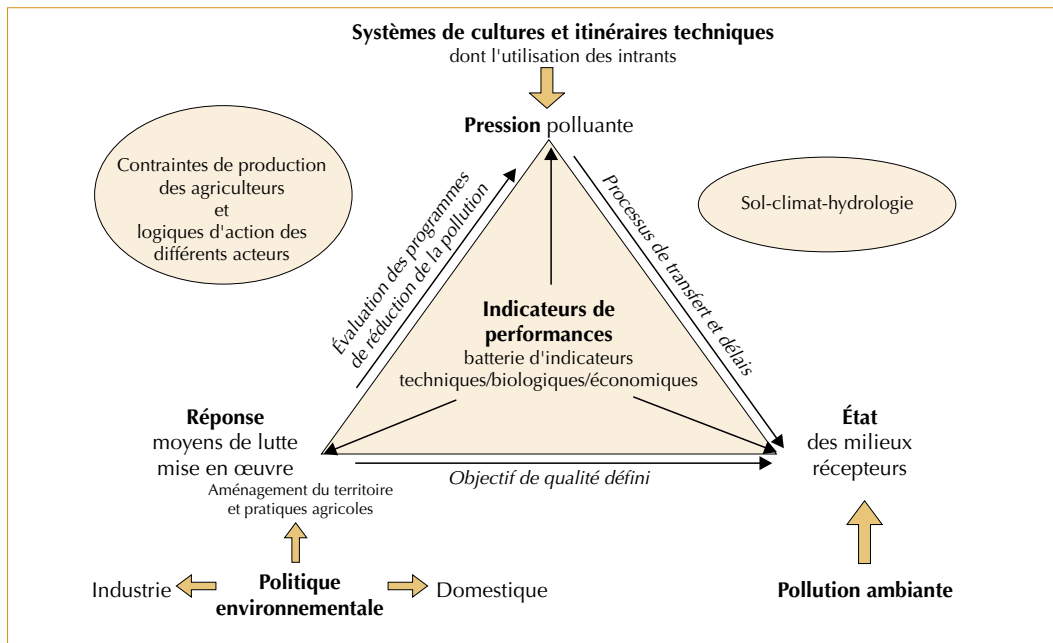 Systèmes de cultures et itinéraires techniques
dont l'utilisation des intrants
Pression polluante
Contraintes de production
des agriculteurs
et
logiques d'action des
différents acteurs
Sol-climat-hydrologie
Évaluation des programmes
de réduction de la pollution
Processus de transfert et délais
Indicateurs de
performances
batterie d'indicateurs
techniques/biologiques/économiques
Réponse
moyens de lutte
mise en œuvre
Aménagement du territoire
et pratiques agricoles
Objectif de qualité défini
État
des milieux
récepteurs
Industrie
Politique
environnementale
Domestique
Pollution ambiante